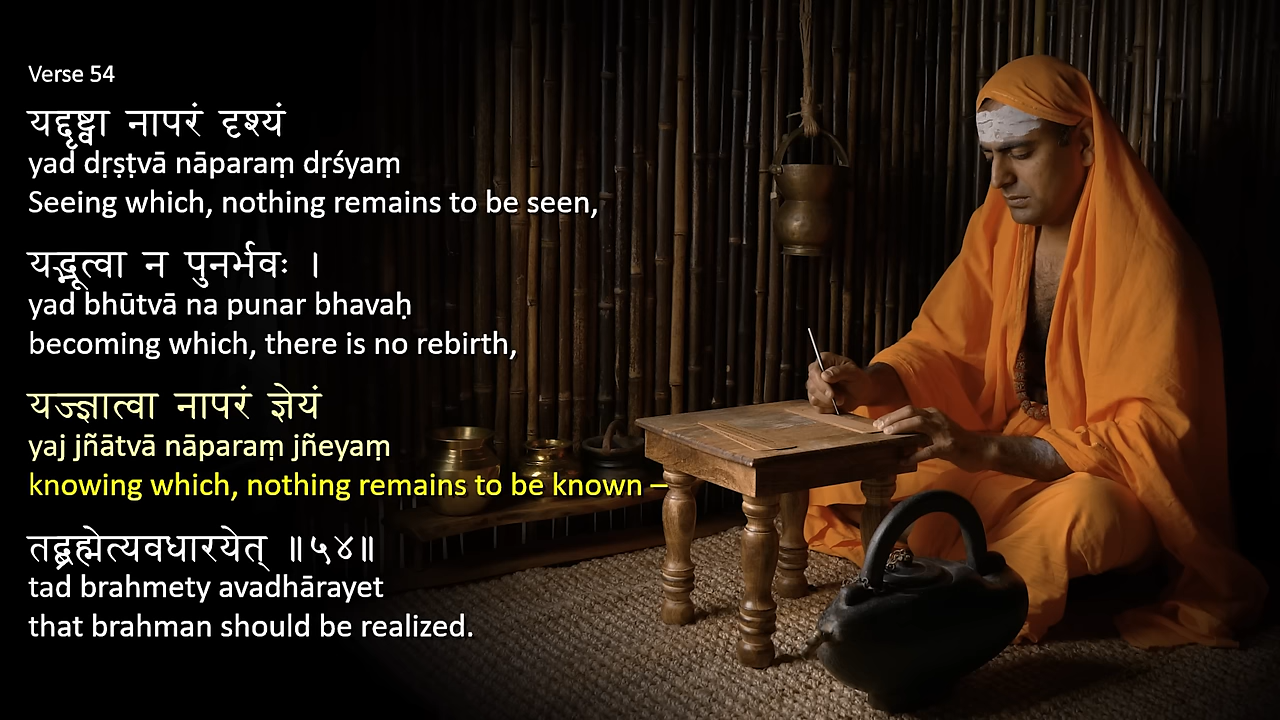 Verse 54
यद्दृष्ट्वा नापरं दृश्यं
yad dṛṣṭvā nāparaṃ dṛśyaṃ
Seeing which, nothing remains to be seen,
यद्भूत्वा न पुनर्भवः ।
yad bhūtvā na punar bhavaḥ
becoming which, there is no rebirth,
यज्ज्ञात्वा नापरं ज्ञेयं
yaj jñātvā nāparaṃ jñeyaṃ
knowing which, nothing remains to be known –
तद्ब्रह्मेत्यवधारयेत् ॥५४॥
tad brahmety avadhārayet
that brahman should be realized.